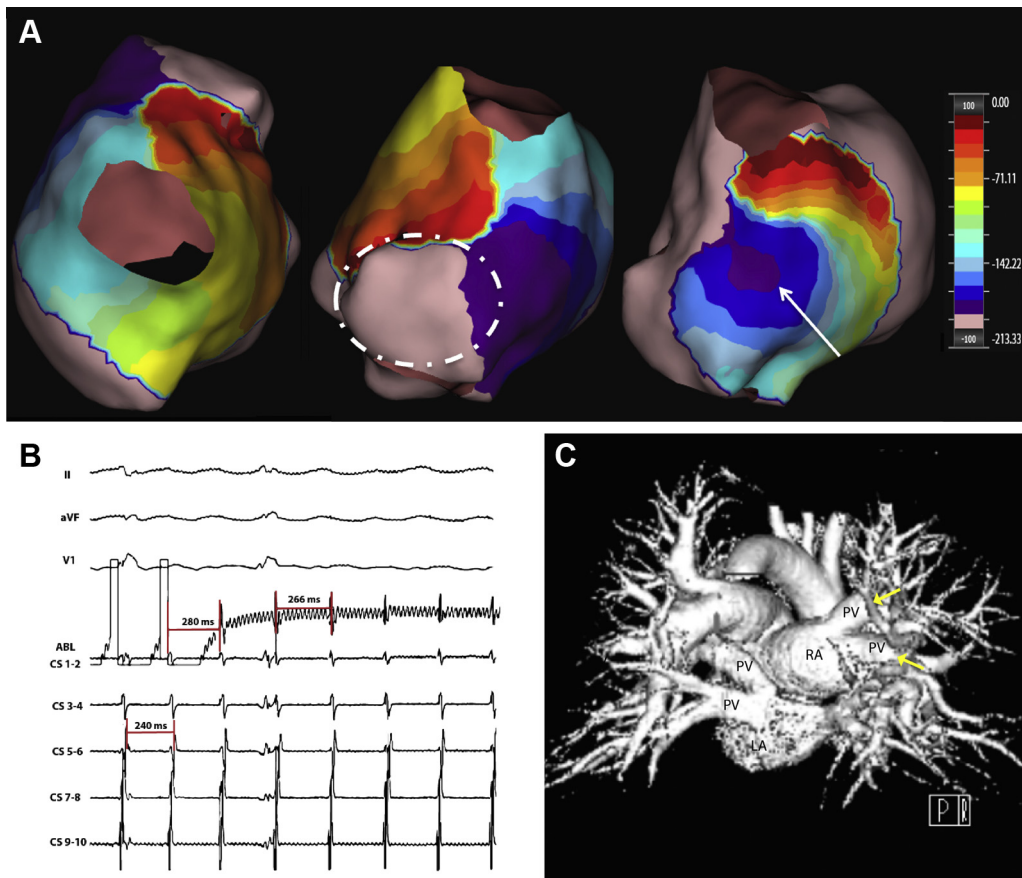 A
100
0.00
-71.11
-142.22
-100
-213.33
B
II
aVF
V1
280 ms
266 ms
ABL
CS 1-2
CS 3-4
240 ms
CS 5-6
CS 7-8
CS 9-10
C
PV
PV
PV
RA
PV
LA
P R